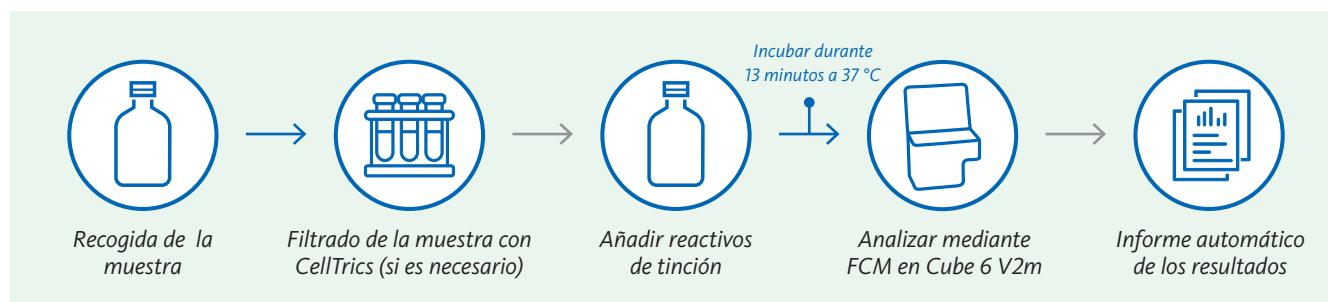 Incubar durante
13 minutos a 37 °C
Recogida de la
muestra
Filtrado de la muestra con
CellTrics (si es necesario)
Añadir reactivos
de tinción
Analizar mediante
FCM en Cube 6 V2m
Informe automático
de los resultados